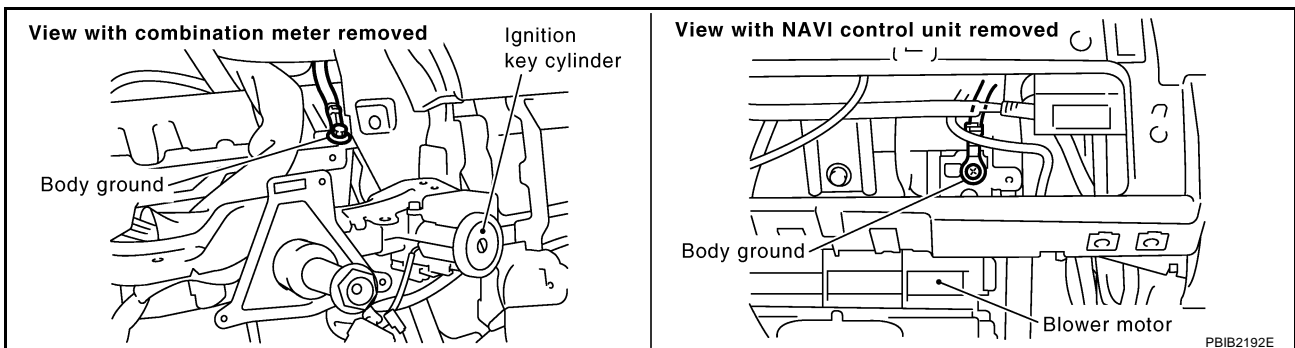 View with combination meter removed
Ignition
key cylinder
Body ground
View with NAVI control unit removed
Body ground
Blower motor
PBIB2192E